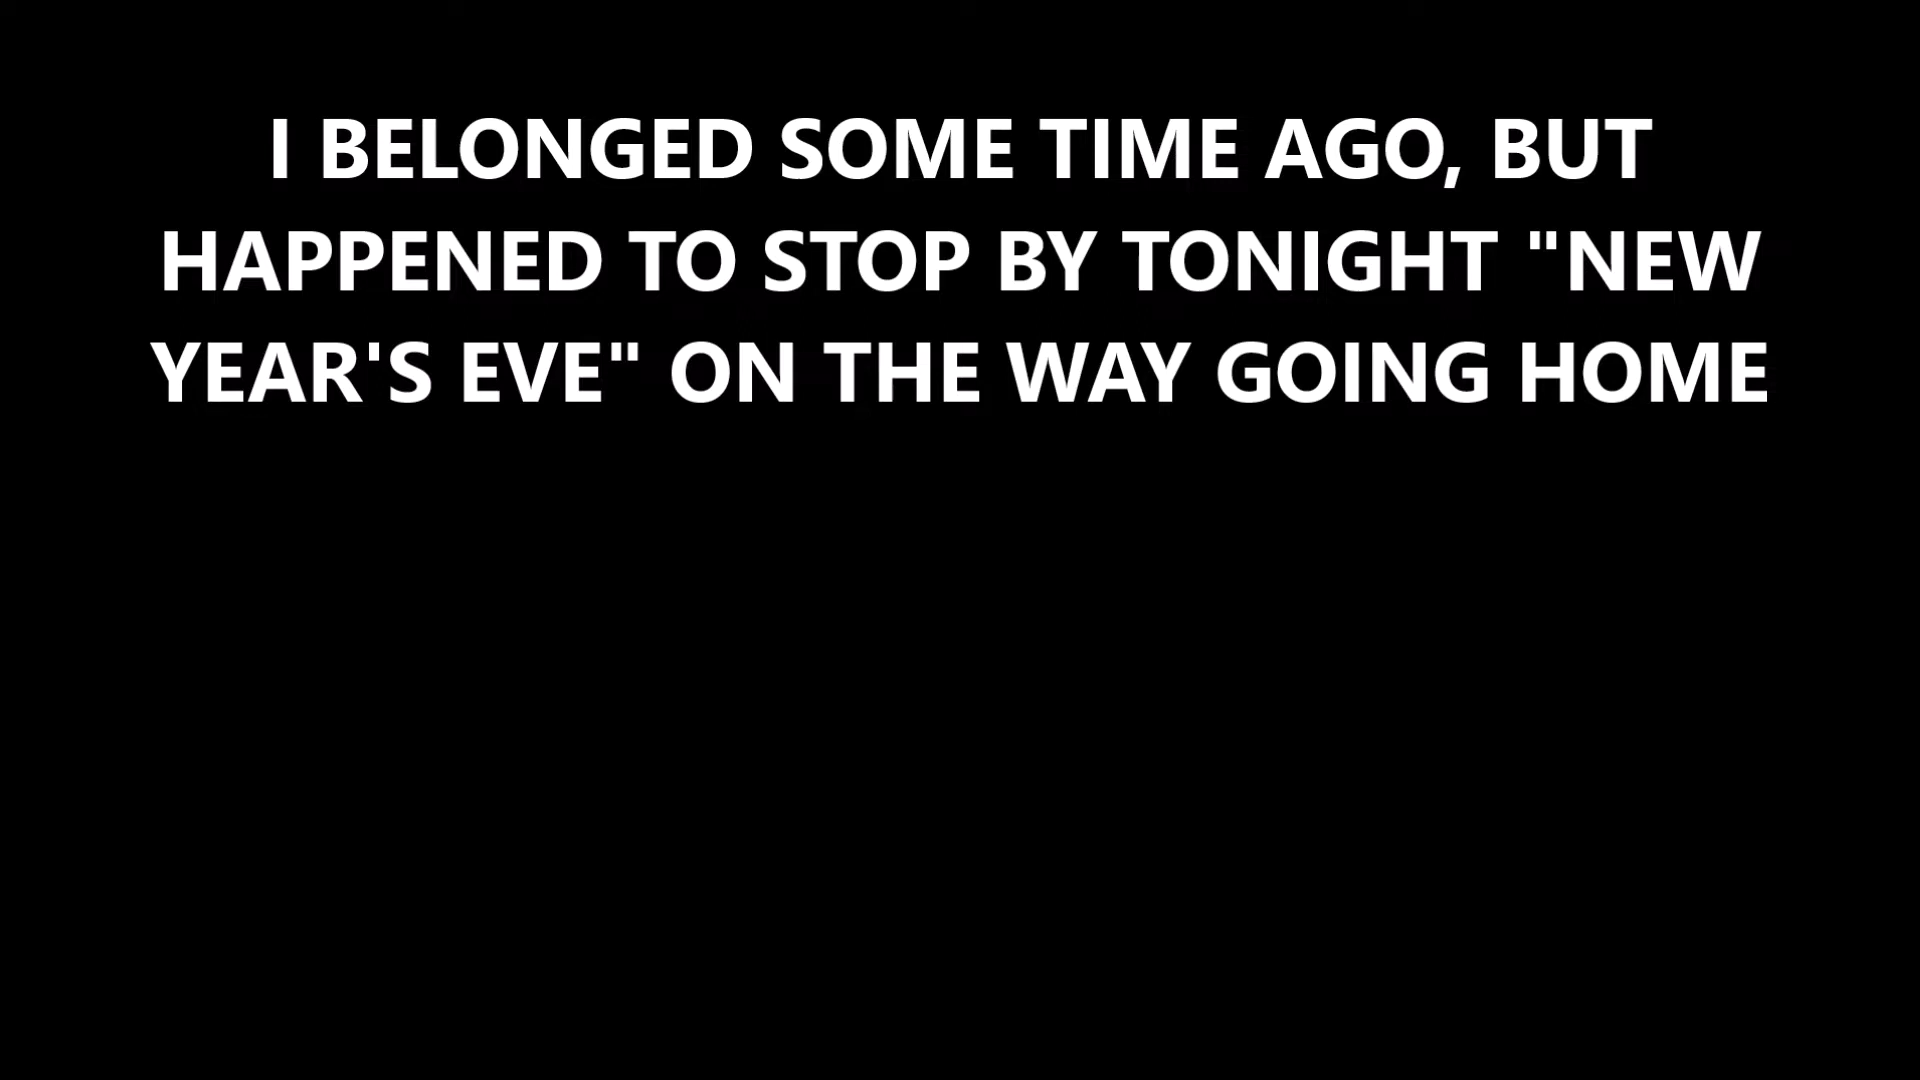 I BELONGED SOME TIME AGO, BUT
HAPPENED TO STOP BY TONIGHT "NEW
YEAR'S EVE" ON THE WAY GOING HOME